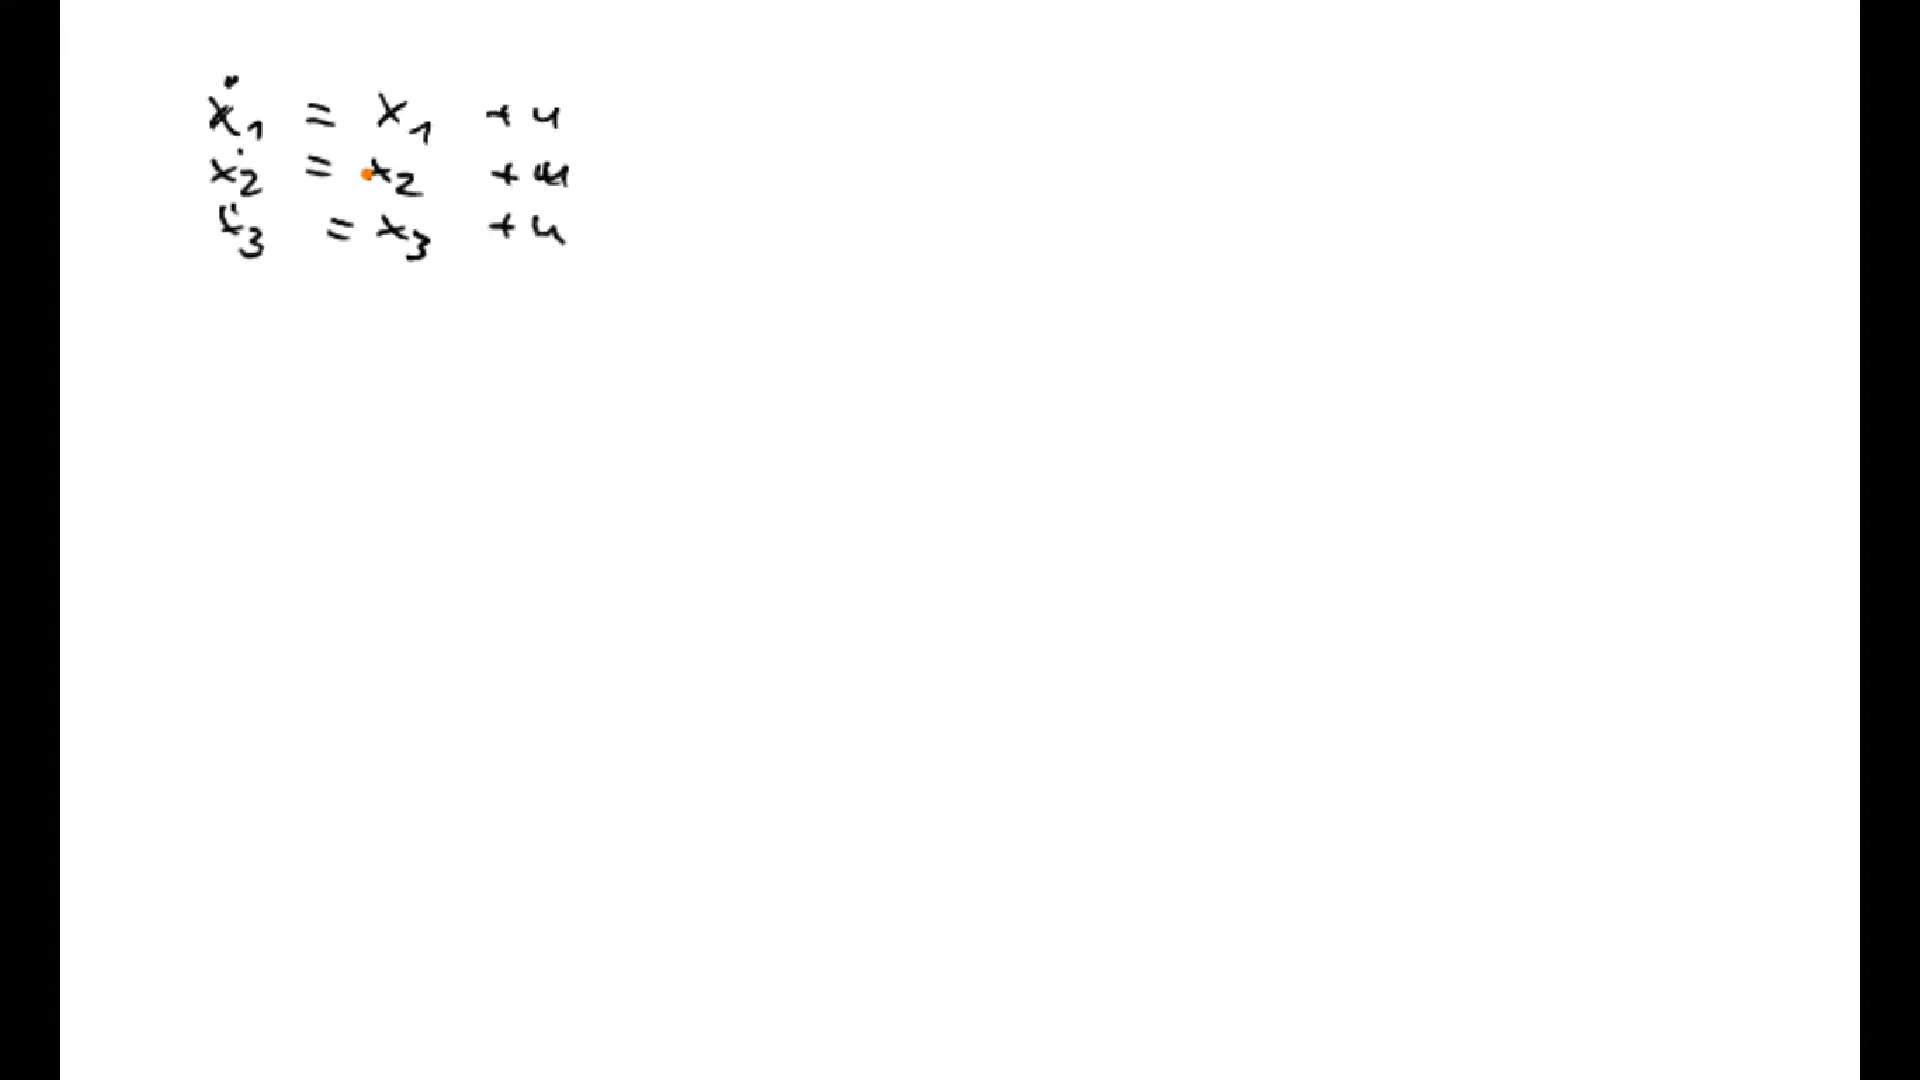 ẋ₁ = x₁ + u
ẋ₂ = x₂ + u
ẋ₃ = x₃ + u